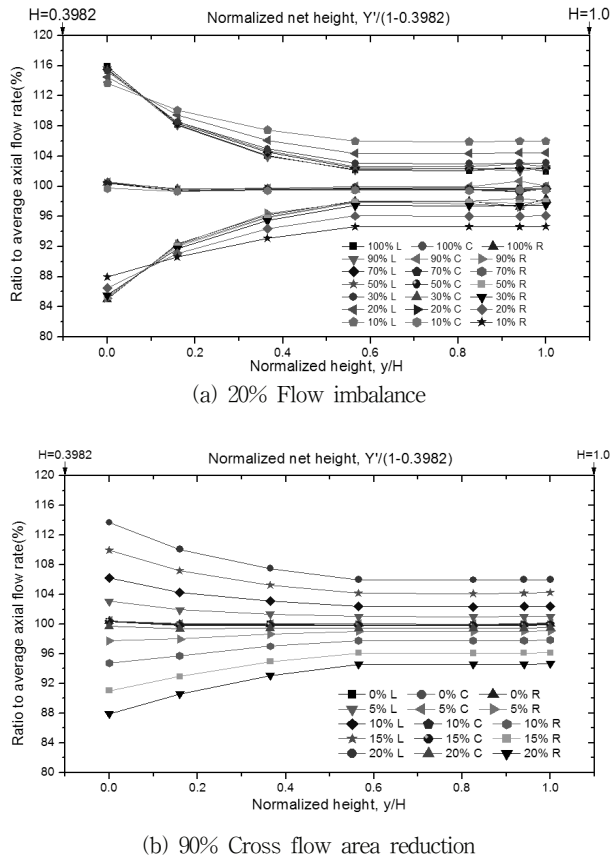 H=0.3982
Normalized net height, Y'/(1-0.3982)
H=1.0
120
116
112
108
104
100
96
92
88
84
80
Ratio to average axial flow rate(%)
100% L 100% C 100% R
90% L 90% C 90% R
70% L 70% C 70% R
50% L 50% C 50% R
30% L 30% C 30% R
20% L 20% C 20% R
10% L 10% C 10% R
0.0 0.2 0.4 0.6 0.8 1.0
Normalized height, y/H
(a) 20% Flow imbalance
H=0.3982
Normalized net height, Y'/(1-0.3982)
H=1.0
120
116
112
108
104
100
96
92
88
84
80
Ratio to average axial flow rate(%)
0% L 0% C 0% R
5% L 5% C 5% R
10% L 10% C 10% R
15% L 15% C 15% R
20% L 20% C 20% R
0.0 0.2 0.4 0.6 0.8 1.0
Normalized height, y/H
(b) 90% Cross flow area reduction